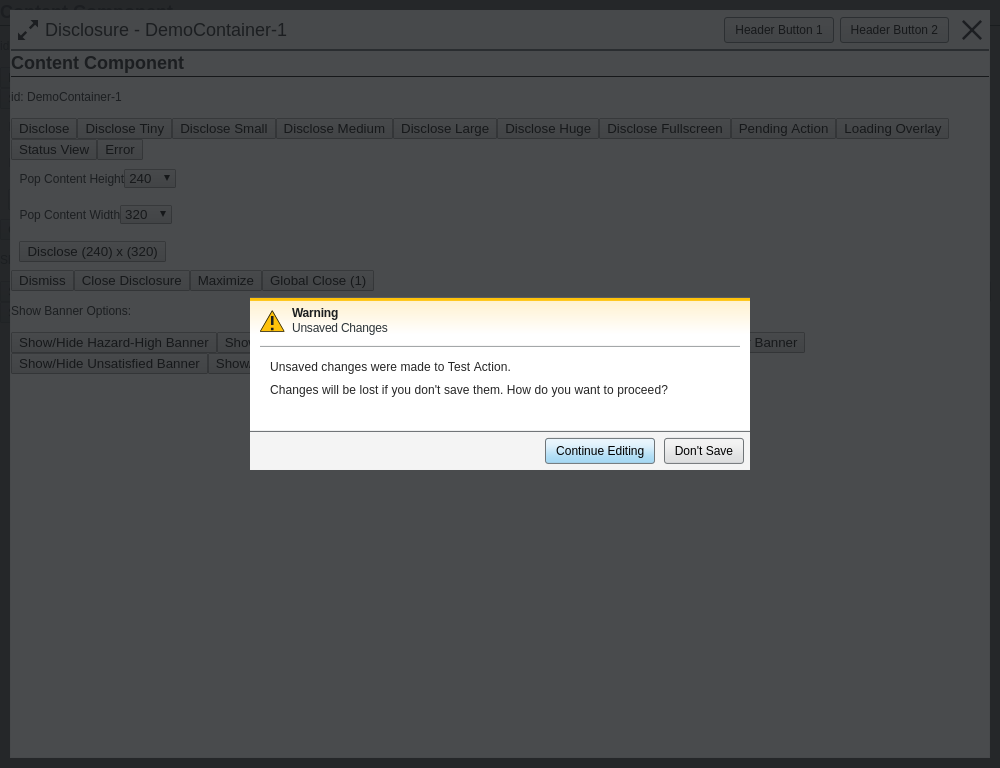 Disclosure - DemoContainer-1
Header Button 1
Header Button 2
Content Component
id: DemoContainer-1
Disclose Disclose Tiny Disclose Small Disclose Medium Disclose Large Disclose Huge Disclose Fullscreen Pending Action Loading Overlay
Status View Error
Pop Content Height 240
Pop Content Width 320
Disclose (240) x (320)
Dismiss Close Disclosure Maximize Global Close (1)
Show Banner Options:
Show/Hide Hazard-High Banner Banner
Show/Hide Unsatisfied Banner
Warning
Unsaved Changes
Unsaved changes were made to Test Action.
Changes will be lost if you don't save them. How do you want to proceed?
Continue Editing
Don't Save